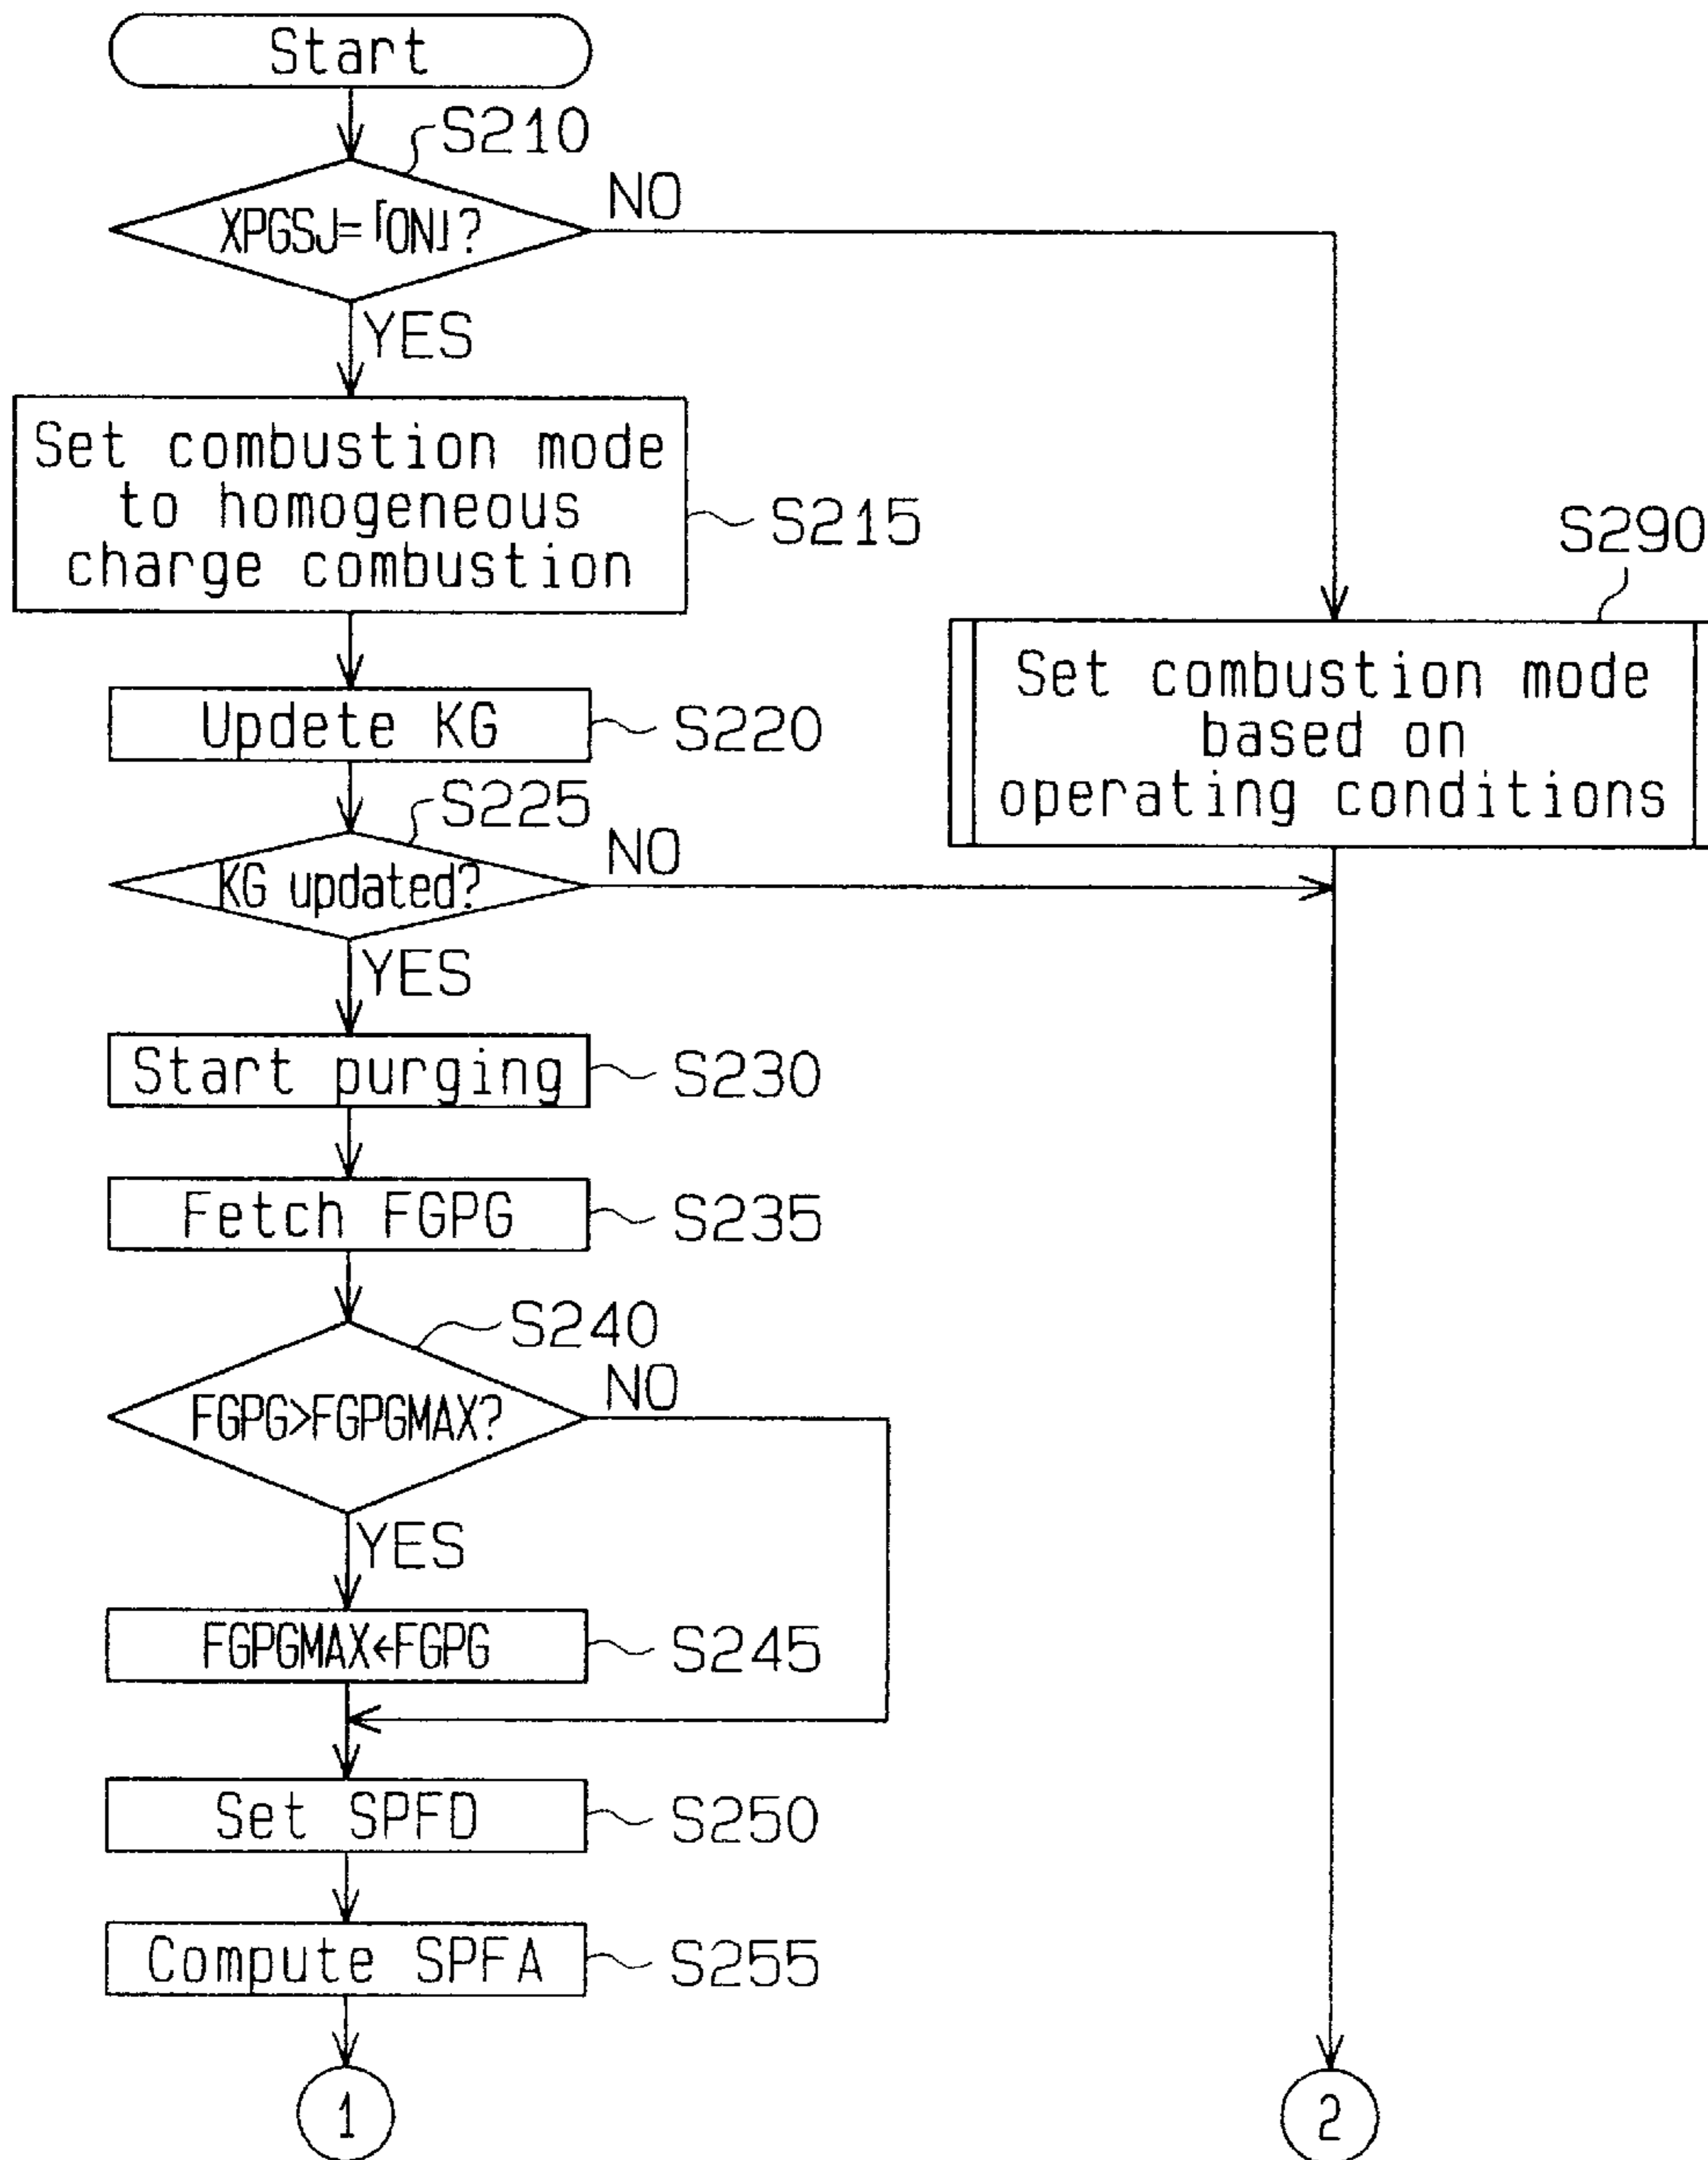 Start
S210
XPGSJ=「ON」?
NO
YES
Set combustion mode
to homogeneous
charge combustion
S215
S290
Set combustion mode
based on
operating conditions
Updete KG
S220
S225
KG updated?
NO
YES
Start purging
S230
Fetch FGPG
S235
S240
FGPG>FGPGMAX?
NO
YES
FGPGMAX←FGPG
S245
Set SPFD
S250
Compute SPFA
S255
1
2